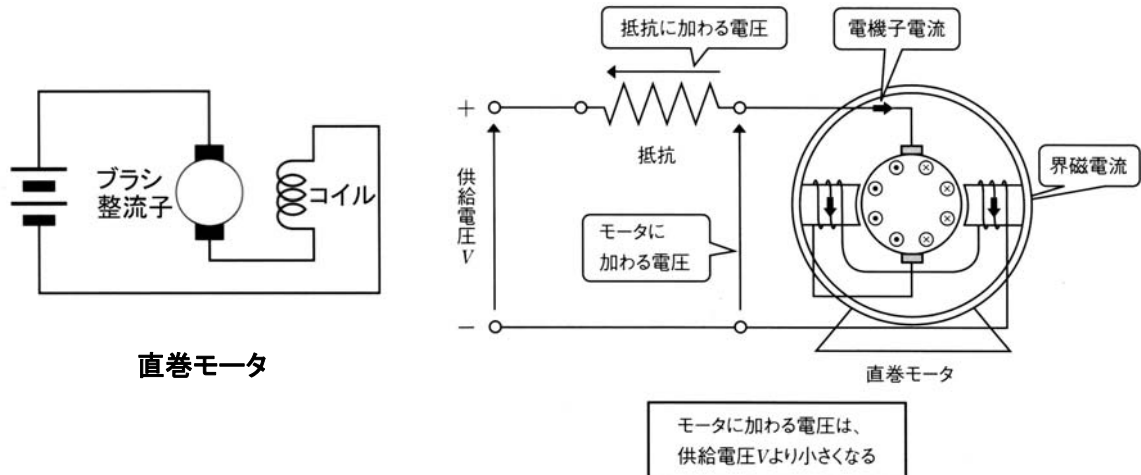 ブラシ
整流子
コイル
直巻モータ
抵抗に加わる電圧
電機子電流
+
抵抗
界磁電流
供給電圧V
モータに
加わる電圧
−
直巻モータ
モータに加わる電圧は、
供給電圧Vより小さくなる